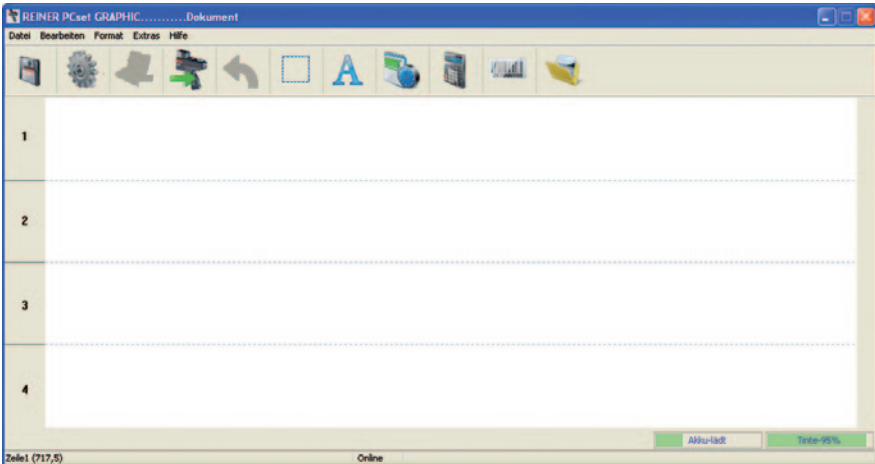 REINER PCset GRAPHIC...........Dokument
Datei Bearbeiten Format Extras Hilfe
A
1
2
3
4
Akku-lädt Tinte-95%
Zeile1 (717,5) Online